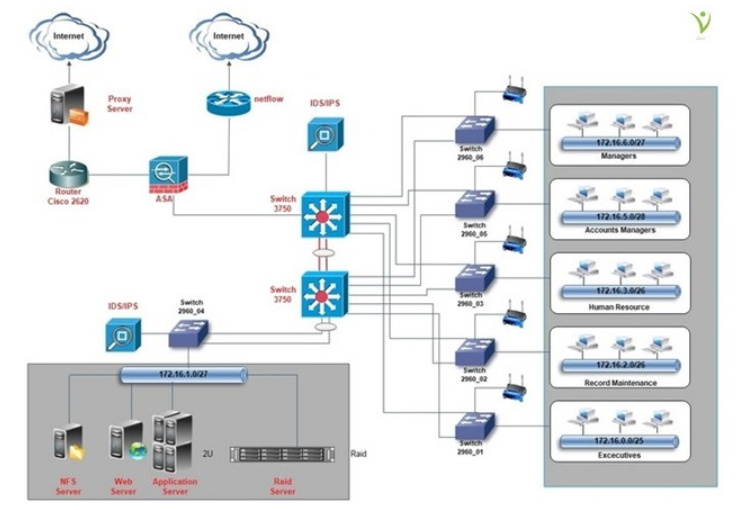 Internet
Internet
Proxy
Server
netflow
IDS/IPS
Router
Cisco 2620
ASA
Switch
3750
Switch
3750
IDS/IPS
Switch
2960_04
172.16.1.0/27
NFS
Server
Web
Server
Application
Server
2U
Raid
Server
Raid
Switch
2960_06
172.16.6.0/27
Managers
Switch
2960_05
172.16.5.0/28
Accounts Managers
Switch
2960_03
172.16.3.0/26
Human Resource
Switch
2960_02
172.16.2.0/26
Record Maintenance
Switch
2960_01
172.16.0.0/25
Excecutives